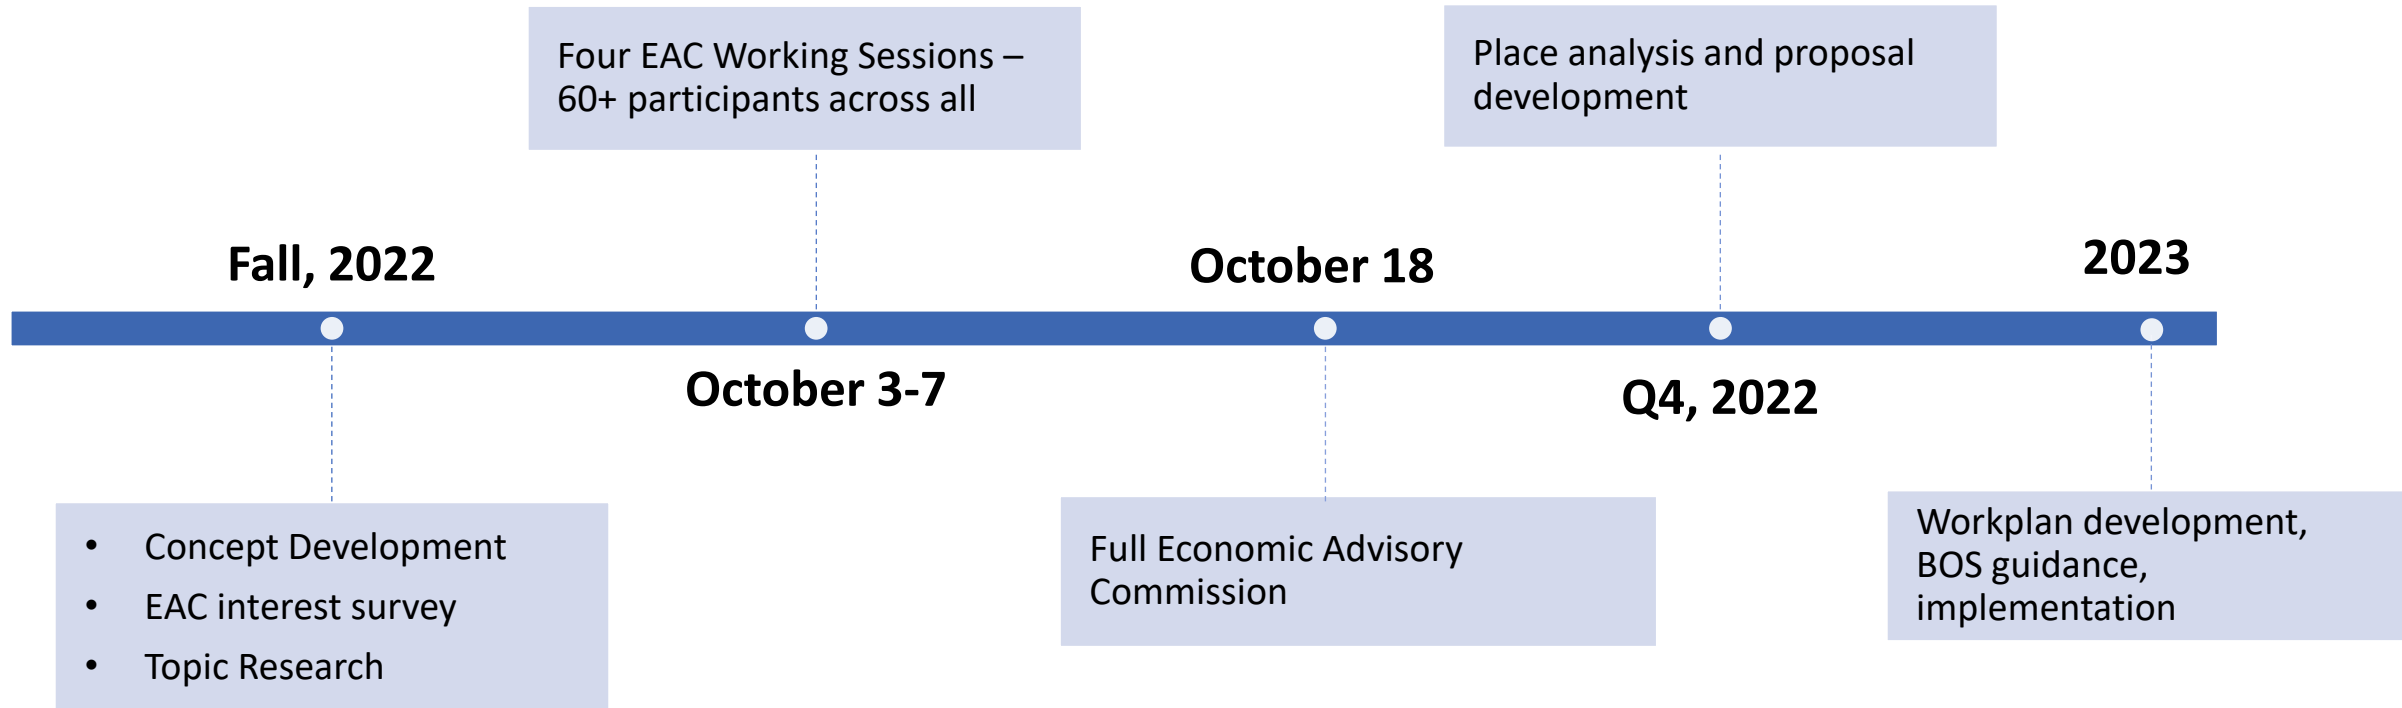 Four EAC Working Sessions –
60+ participants across all
Place analysis and proposal
development
Fall, 2022
October 18
2023
October 3-7
Q4, 2022
• Concept Development
• EAC interest survey
• Topic Research
Full Economic Advisory
Commission
Workplan development,
BOS guidance,
implementation